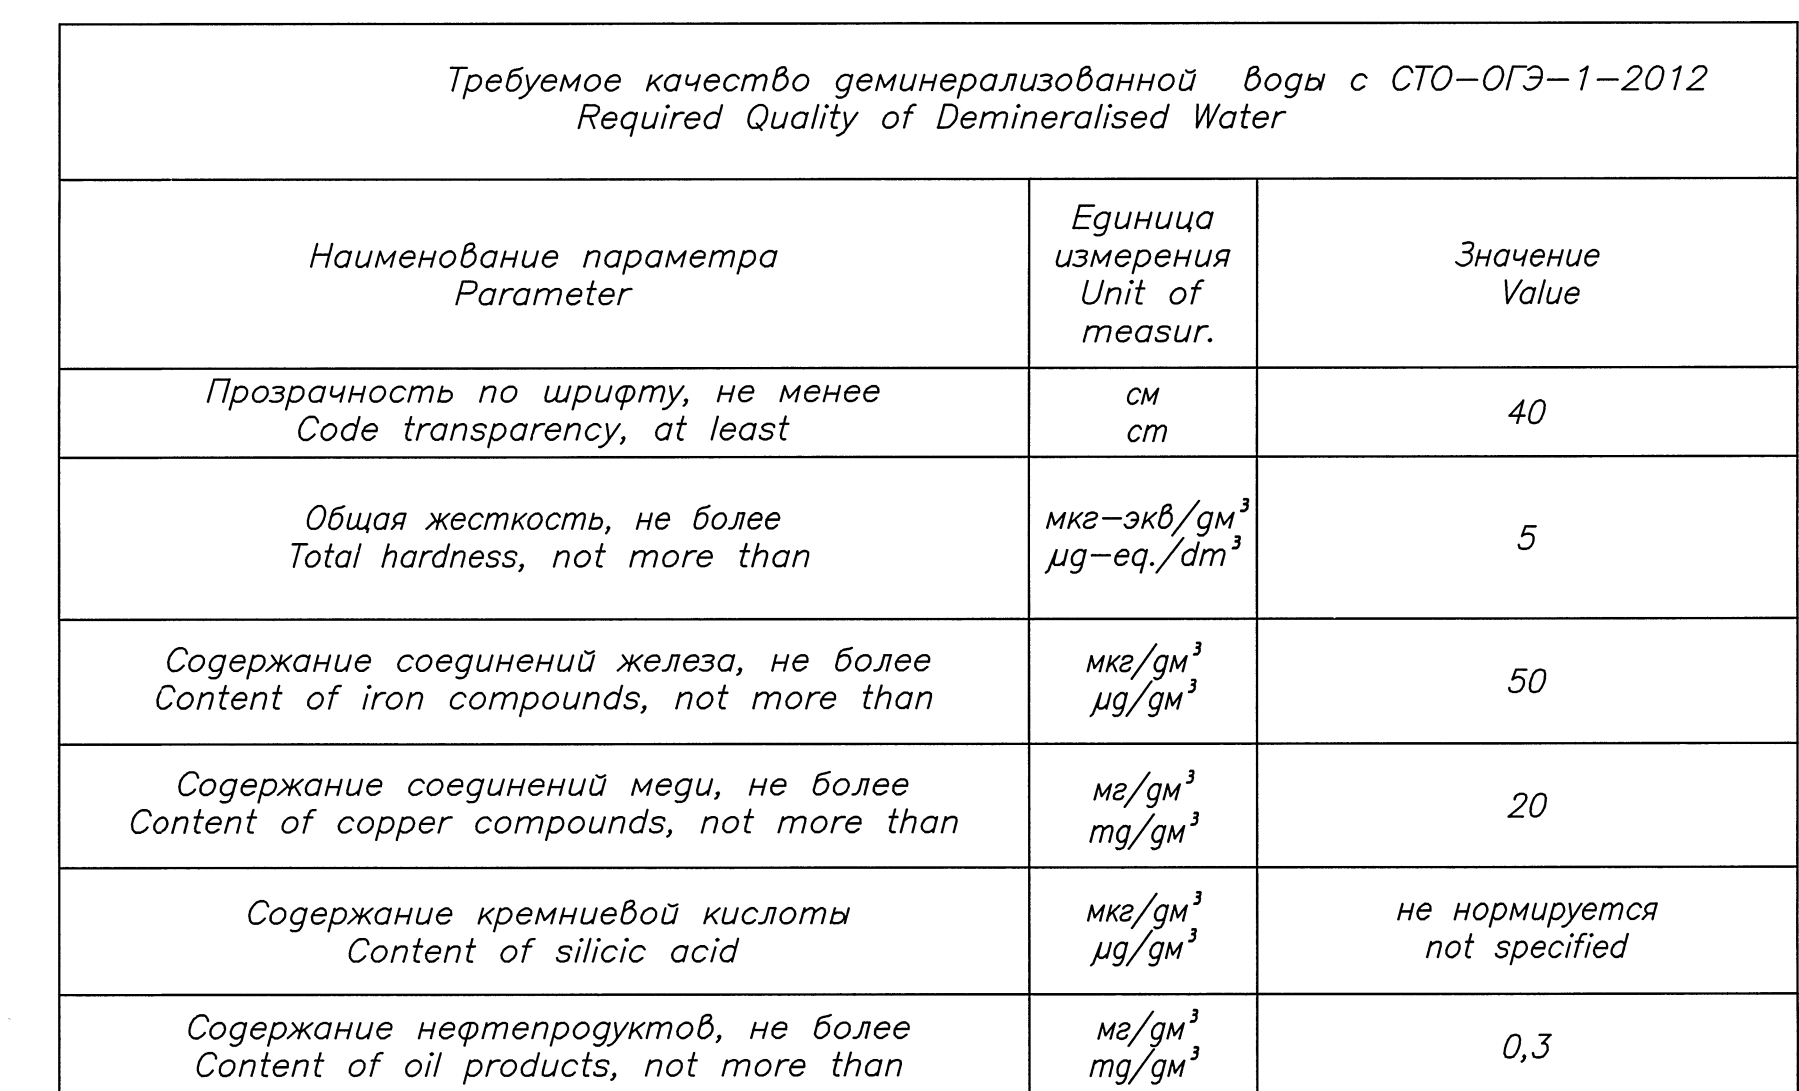 Требуемое качество деминерализованной воды с СТО-ОГЭ-1-2012
Required Quality of Demineralised Water
Наименование параметра
Parameter
Единица
измерения
Unit of
measur.
Значение
Value
Прозрачность по шрифту, не менее
Code transparency, at least
см
cm
40
Общая жесткость, не более
Total hardness, not more than
мкг-экв/дм³
µg-eq./dm³
5
Содержание соединений железа, не более
Content of iron compounds, not more than
мкг/дм³
µg/дм³
50
Содержание соединений меди, не более
Content of copper compounds, not more than
мг/дм³
mg/дм³
20
Содержание кремниевой кислоты
Content of silicic acid
мкг/дм³
µg/дм³
не нормируется
not specified
Содержание нефтепродуктов, не более
Content of oil products, not more than
мг/дм³
mg/дм³
0,3